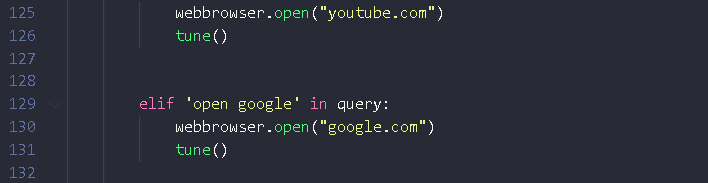 125 webbrowser.open("youtube.com")
126 tune()
127
128
129 elif 'open google' in query:
130 webbrowser.open("google.com")
131 tune()
132